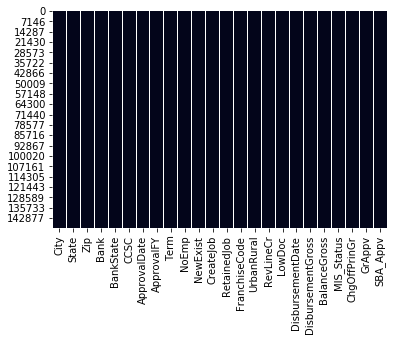 0
7146
14287
21430
28573
35722
42866
50009
57148
64300
71440
78577
85716
92867
100020
107161
114305
121443
128589
135733
142877
City
State
Zip
Bank
BankState
CCSC
ApprovalDate
ApprovalFY
Term
NoEmp
NewExist
CreateJob
RetainedJob
FranchiseCode
UrbanRural
RevLineCr
LowDoc
DisbursementDate
DisbursementGross
BalanceGross
MIS_Status
ChgOffPrinGr
GrAppv
SBA_Appv